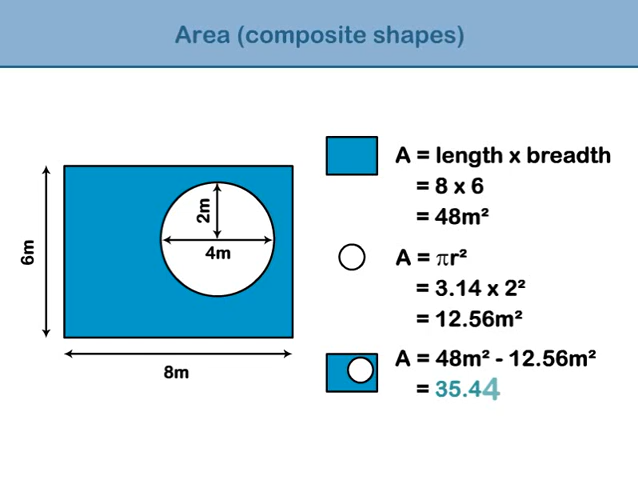 Area (composite shapes)
A = length x breadth
= 8 x 6
= 48m²
2m
6m
4m
A = πr²
= 3.14 x 2²
= 12.56m²
8m
A = 48m² - 12.56m²
= 35.44